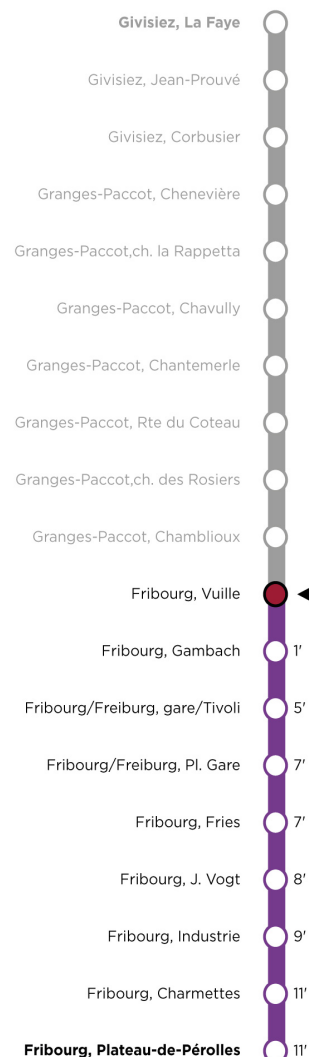 Givisiez, La Faye
Givisiez, Jean-Prouvé
Givisiez, Corbusier
Granges-Paccot, Chenevière
Granges-Paccot,ch. la Rappetta
Granges-Paccot, Chavully
Granges-Paccot, Chantemerle
Granges-Paccot, Rte du Coteau
Granges-Paccot,ch. des Rosiers
Granges-Paccot, Chamblioux
Fribourg, Vuille
Fribourg, Gambach 1'
Fribourg/Freiburg, gare/Tivoli 5'
Fribourg/Freiburg, Pl. Gare 7'
Fribourg, Fries 7'
Fribourg, J. Vogt 8'
Fribourg, Industrie 9'
Fribourg, Charmettes 11'
Fribourg, Plateau-de-Pérolles 11'